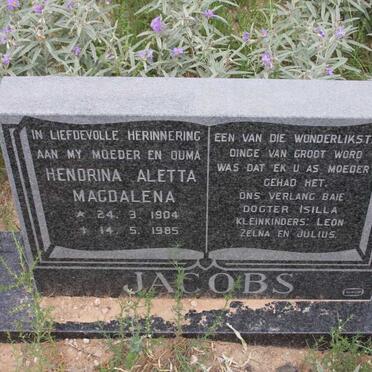 IN LIEFDEVOLLE HERINNERING
AAN MY MOEDER EN OUMA
HENDRINA ALETTA
MAGDALENA
* 24. 3. 1904
† 14. 5. 1985
EEN VAN DIE WONDERLIKSTE
DINGE VAN GROOT WORD
WAS DAT 'EK U AS MOEDER
GEHAD HET.
ONS VERLANG BAIE
DOGTER ISILLA
KLEINKINDERS: LEON
ZELNA EN JULIUS.
JACOBS